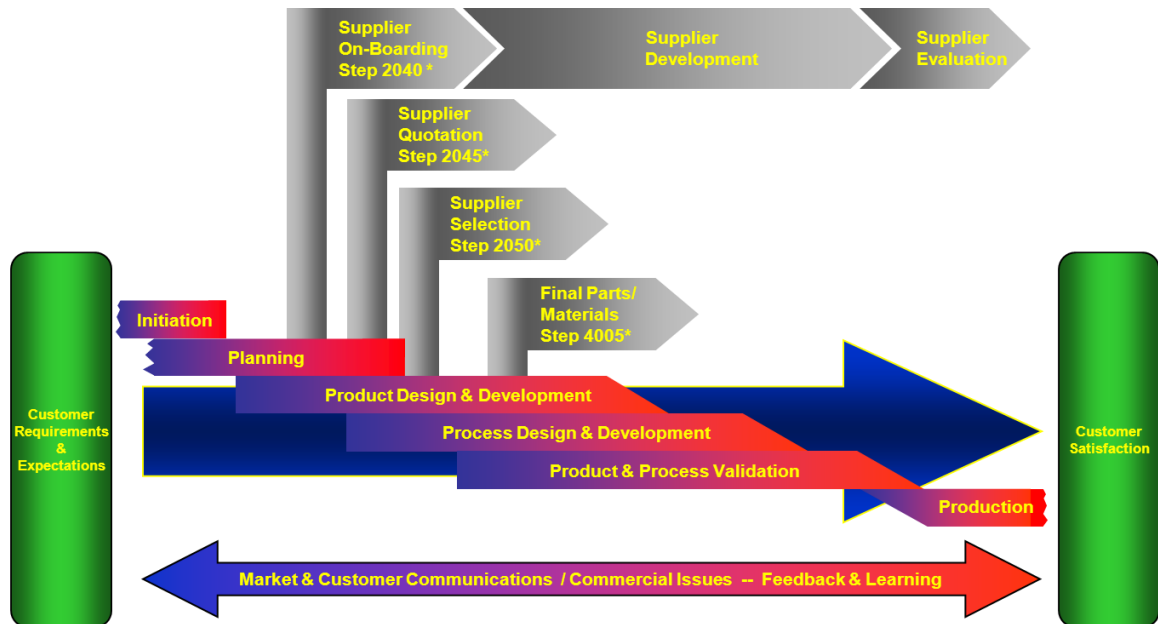 Supplier
On-Boarding
Step 2040 *
Supplier
Development
Supplier
Evaluation
Supplier
Quotation
Step 2045*
Supplier
Selection
Step 2050*
Final Parts/
Materials
Step 4005*
Initiation
Planning
Product Design & Development
Process Design & Development
Product & Process Validation
Production
Customer
Requirements
&
Expectations
Customer
Satisfaction
Market & Customer Communications / Commercial Issues -- Feedback & Learning